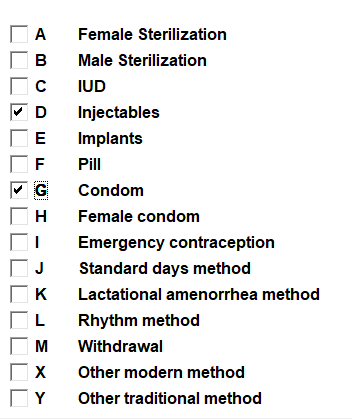 A Female Sterilization
B Male Sterilization
C IUD
D Injectables
E Implants
F Pill
G Condom
H Female condom
I Emergency contraception
J Standard days method
K Lactational amenorrhea method
L Rhythm method
M Withdrawal
X Other modern method
Y Other traditional method